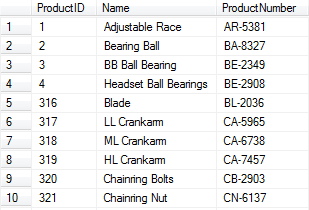 ProductID Name ProductNumber
1 1 Adjustable Race AR-5381
2 2 Bearing Ball BA-8327
3 3 BB Ball Bearing BE-2349
4 4 Headset Ball Bearings BE-2908
5 316 Blade BL-2036
6 317 LL Crankarm CA-5965
7 318 ML Crankarm CA-6738
8 319 HL Crankarm CA-7457
9 320 Chainring Bolts CB-2903
10 321 Chainring Nut CN-6137